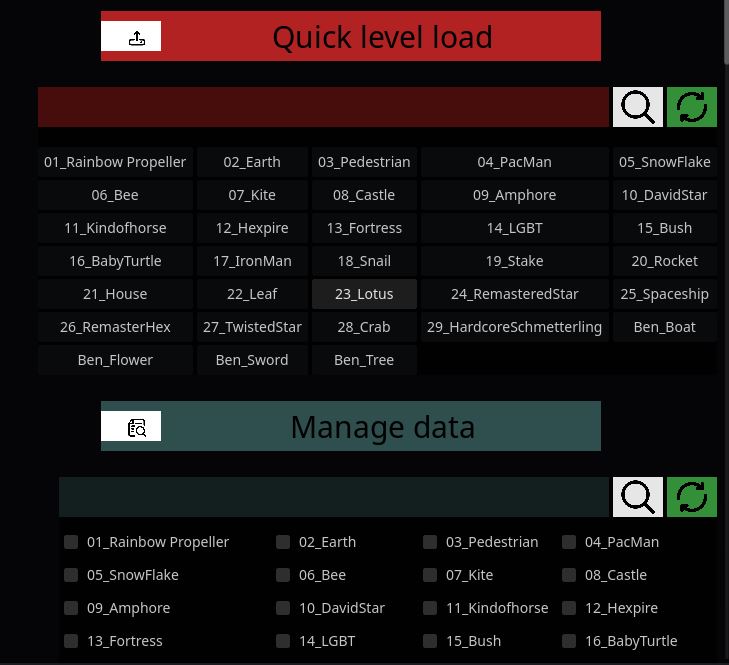 Quick level load
01_Rainbow Propeller 02_Earth 03_Pedestrian 04_PacMan 05_SnowFlake
06_Bee 07_Kite 08_Castle 09_Amphore 10_DavidStar
11_Kindofhorse 12_Hexpire 13_Fortress 14_LGBT 15_Bush
16_BabyTurtle 17_IronMan 18_Snail 19_Stake 20_Rocket
21_House 22_Leaf 23_Lotus 24_RemasteredStar 25_Spaceship
26_RemasterHex 27_TwistedStar 28_Crab 29_HardcoreSchmetterling Ben_Boat
Ben_Flower Ben_Sword Ben_Tree
Manage data
01_Rainbow Propeller 02_Earth 03_Pedestrian 04_PacMan
05_SnowFlake 06_Bee 07_Kite 08_Castle
09_Amphore 10_DavidStar 11_Kindofhorse 12_Hexpire
13_Fortress 14_LGBT 15_Bush 16_BabyTurtle